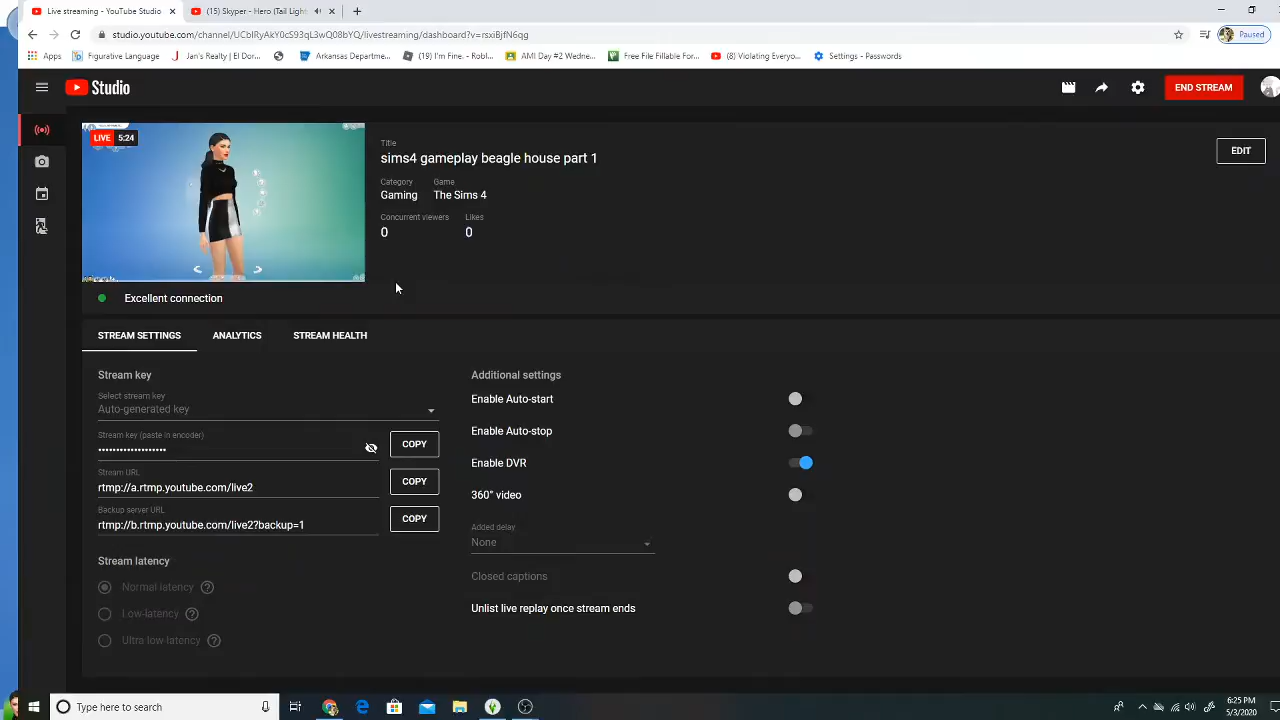 Live streaming - YouTube Studio
(15) Skyper - Hero (Tail Light
studio.youtube.com/channel/UCbIRyAkY0cS93qL3wQ08bYQ/livestreaming/dashboard?v=rsxiBjfN6qg
Paused
Apps
Figurative Language
Jan's Realty | El Dor...
Arkansas Departme...
(19) I'm Fine. - Robl...
AMI Day #2 Wedne...
Free File Fillable For...
(8) Violating Everyo...
Settings - Passwords
Studio
END STREAM
LIVE 5:24
Title
sims4 gameplay beagle house part 1
EDIT
Category Game
Gaming The Sims 4
Concurrent viewers Likes
0 0
Excellent connection
STREAM SETTINGS ANALYTICS STREAM HEALTH
Stream key
Select stream key
Auto-generated key
Stream key (paste in encoder)
•••••••••••••••••• COPY
Stream URL
rtmp://a.rtmp.youtube.com/live2 COPY
Backup server URL
rtmp://b.rtmp.youtube.com/live2?backup=1 COPY
Stream latency
Normal latency
Low-latency
Ultra low-latency
Additional settings
Enable Auto-start
Enable Auto-stop
Enable DVR
360° video
Added delay
None
Closed captions
Unlist live replay once stream ends
Type here to search
6:25 PM
5/3/2020